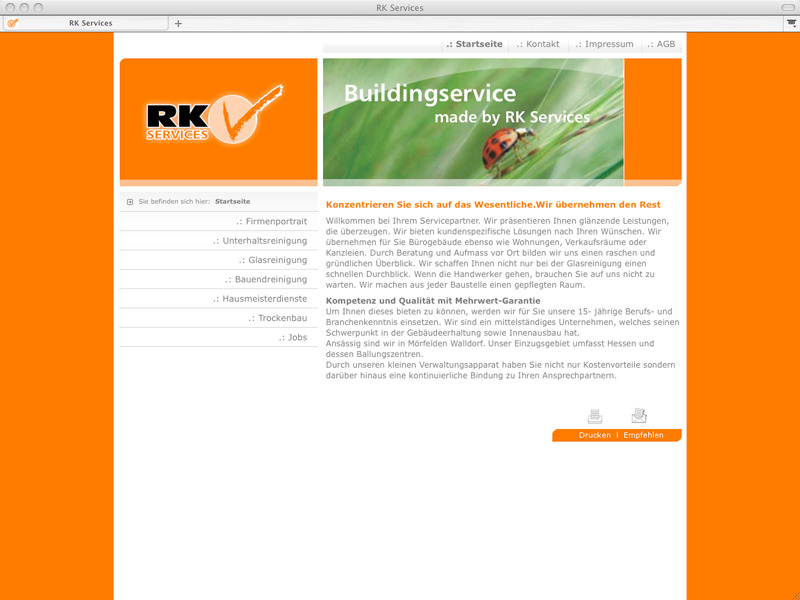 RK Services
RK Services
+
.: Startseite
.: Kontakt
.: Impressum
.: AGB
RK
SERVICES
Buildingservice
made by RK Services
Sie befinden sich hier: Startseite
.: Firmenportrait
.: Unterhaltsreinigung
.: Glasreinigung
.: Bauendreinigung
.: Hausmeisterdienste
.: Trockenbau
.: Jobs
Konzentrieren Sie sich auf das Wesentliche.Wir übernehmen den Rest
Willkommen bei Ihrem Servicepartner. Wir präsentieren Ihnen glänzende Leistungen,
die überzeugen. Wir bieten kundenspezifische Lösungen nach Ihren Wünschen. Wir
übernehmen für Sie Bürogebäude ebenso wie Wohnungen, Verkaufsräume oder
Kanzleien. Durch Beratung und Aufmass vor Ort bilden wir uns einen raschen und
gründlichen Überblick. Wir schaffen Ihnen nicht nur bei der Glasreinigung einen
schnellen Durchblick. Wenn die Handwerker gehen, brauchen Sie auf uns nicht zu
warten. Wir machen aus jeder Baustelle einen gepflegten Raum.
Kompetenz und Qualität mit Mehrwert-Garantie
Um Ihnen dieses bieten zu können, werden wir für Sie unsere 15- jährige Berufs- und
Branchenkenntnis einsetzen. Wir sind ein mittelständiges Unternehmen, welches seinen
Schwerpunkt in der Gebäudeerhaltung sowie Innenausbau hat.
Ansässig sind wir in Mörfelden Walldorf. Unser Einzugsgebiet umfasst Hessen und
dessen Ballungszentren.
Durch unseren kleinen Verwaltungsapparat haben Sie nicht nur Kostenvorteile sondern
darüber hinaus eine kontinuierliche Bindung zu Ihren Ansprechpartnern.
Drucken | Empfehlen